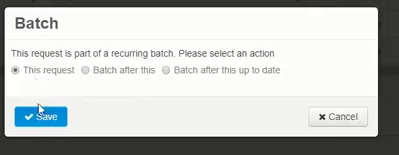 Batch
This request is part of a recurring batch. Please select an action
This request Batch after this Batch after this up to date
Save Cancel